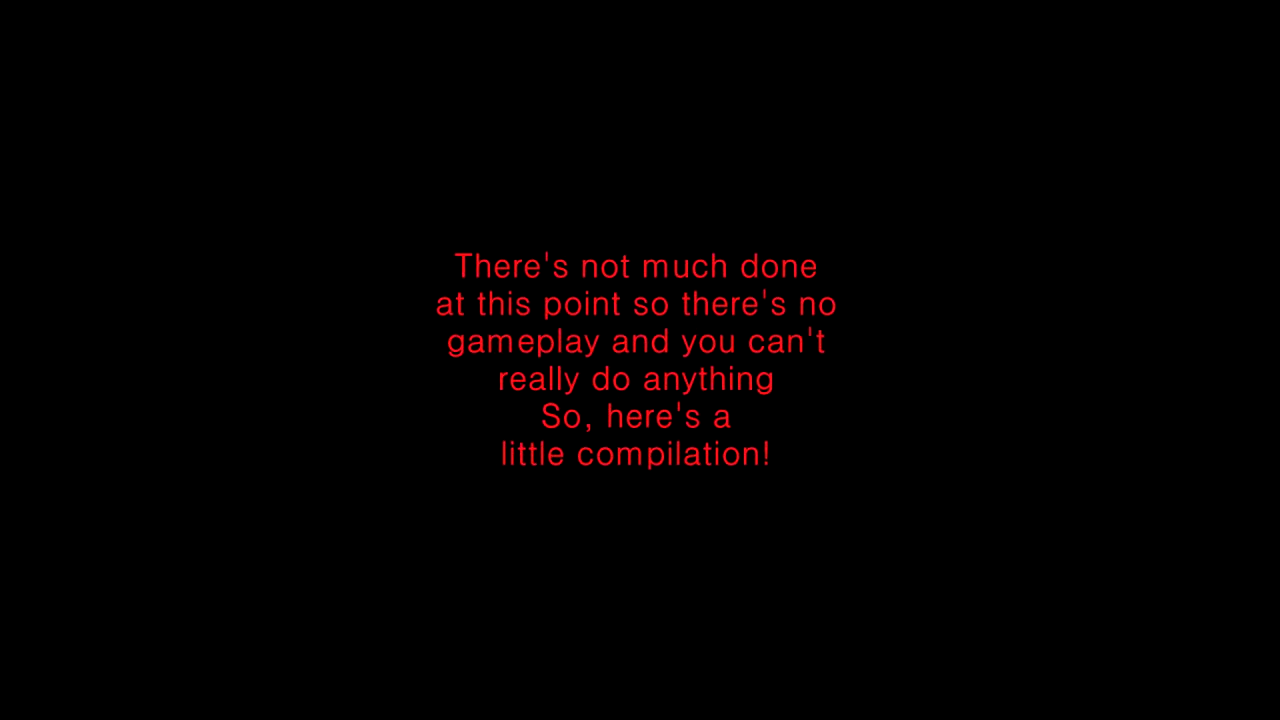 There's not much done
at this point so there's no
gameplay and you can't
really do anything
So, here's a
little compilation!